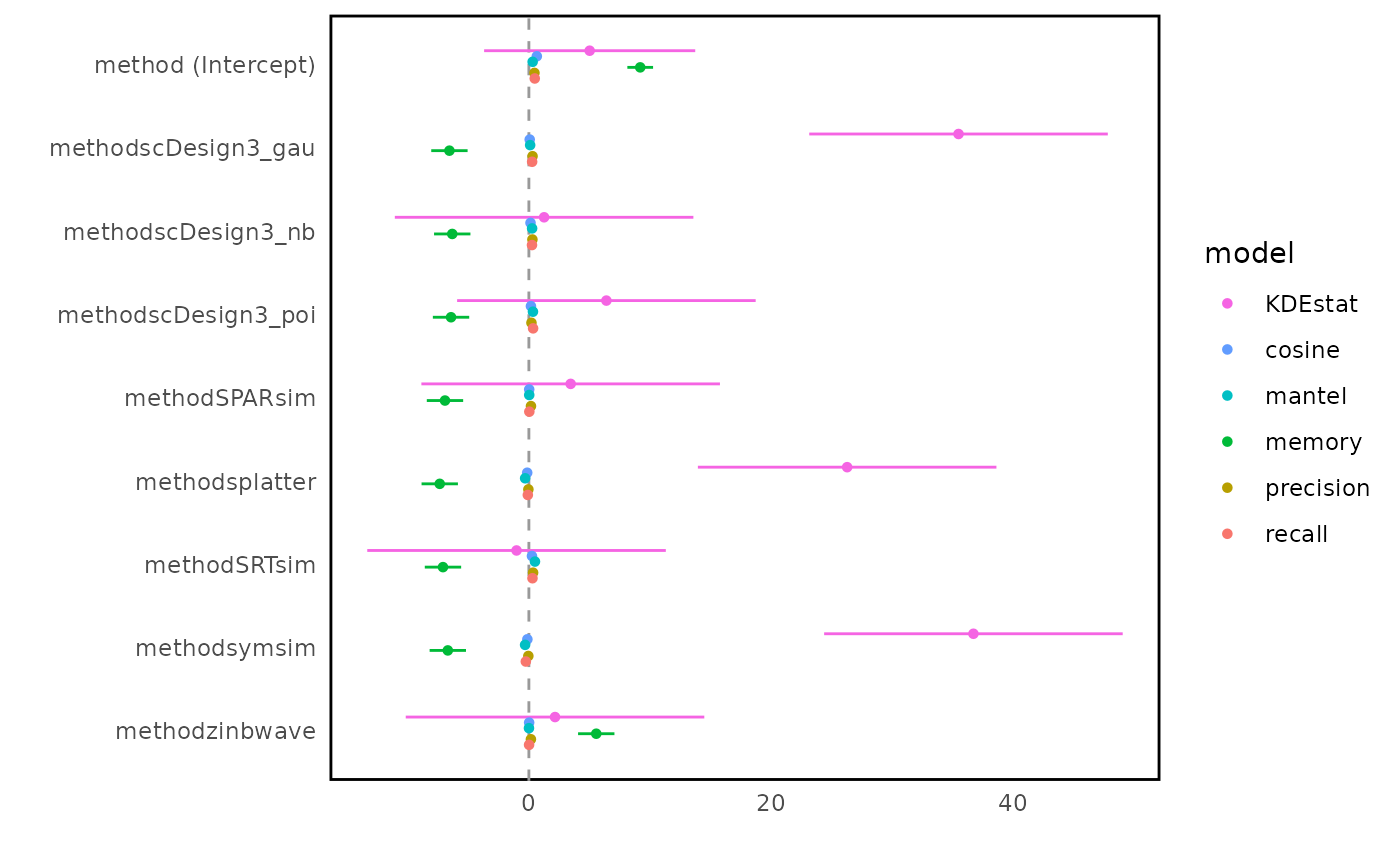 method (Intercept)
methodscDesign3_gau
methodscDesign3_nb
methodscDesign3_poi
methodSPARsim
methodsplatter
methodSRTsim
methodsymsim
methodzinbwave
0
20
40
model
KDEstat
cosine
mantel
memory
precision
recall